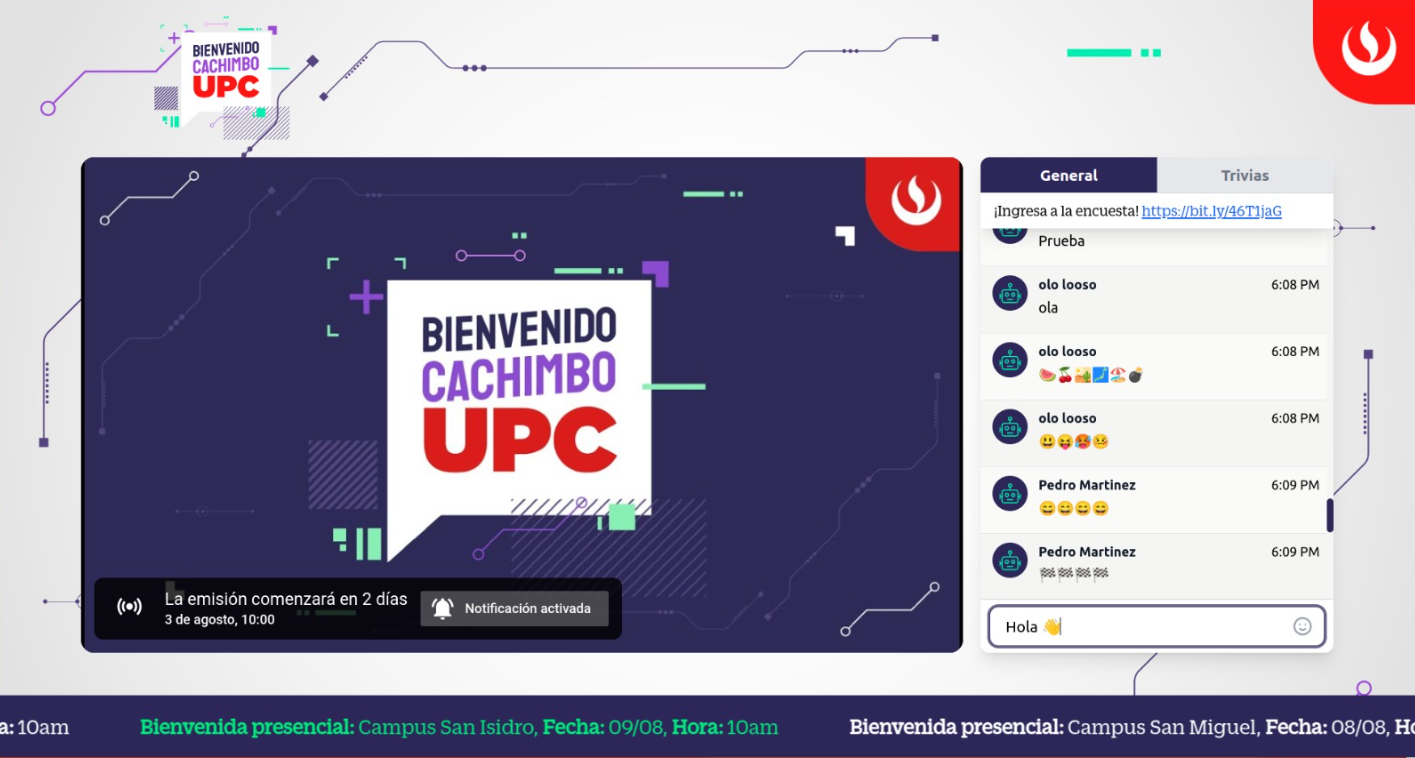 BIENVENIDO
CACHIMBO
UPC
BIENVENIDO
CACHIMBO
UPC
La emisión comenzará en 2 días
3 de agosto, 10:00
Notificación activada
General
Trivias
¡Ingresa a la encuesta! https://bit.ly/46T1jaG
Prueba
olo looso 6:08 PM
ola
olo looso 6:08 PM
🍉🍒🏜️🗾🏖️💣
olo looso 6:08 PM
😃😝🥵🤒
Pedro Martinez 6:09 PM
😄😄😄😄
Pedro Martinez 6:09 PM
🏁🏁🏁🏁
Hola 👋
a: 10am Bienvenida presencial: Campus San Isidro, Fecha: 09/08, Hora: 10am Bienvenida presencial: Campus San Miguel, Fecha: 08/08, Ho